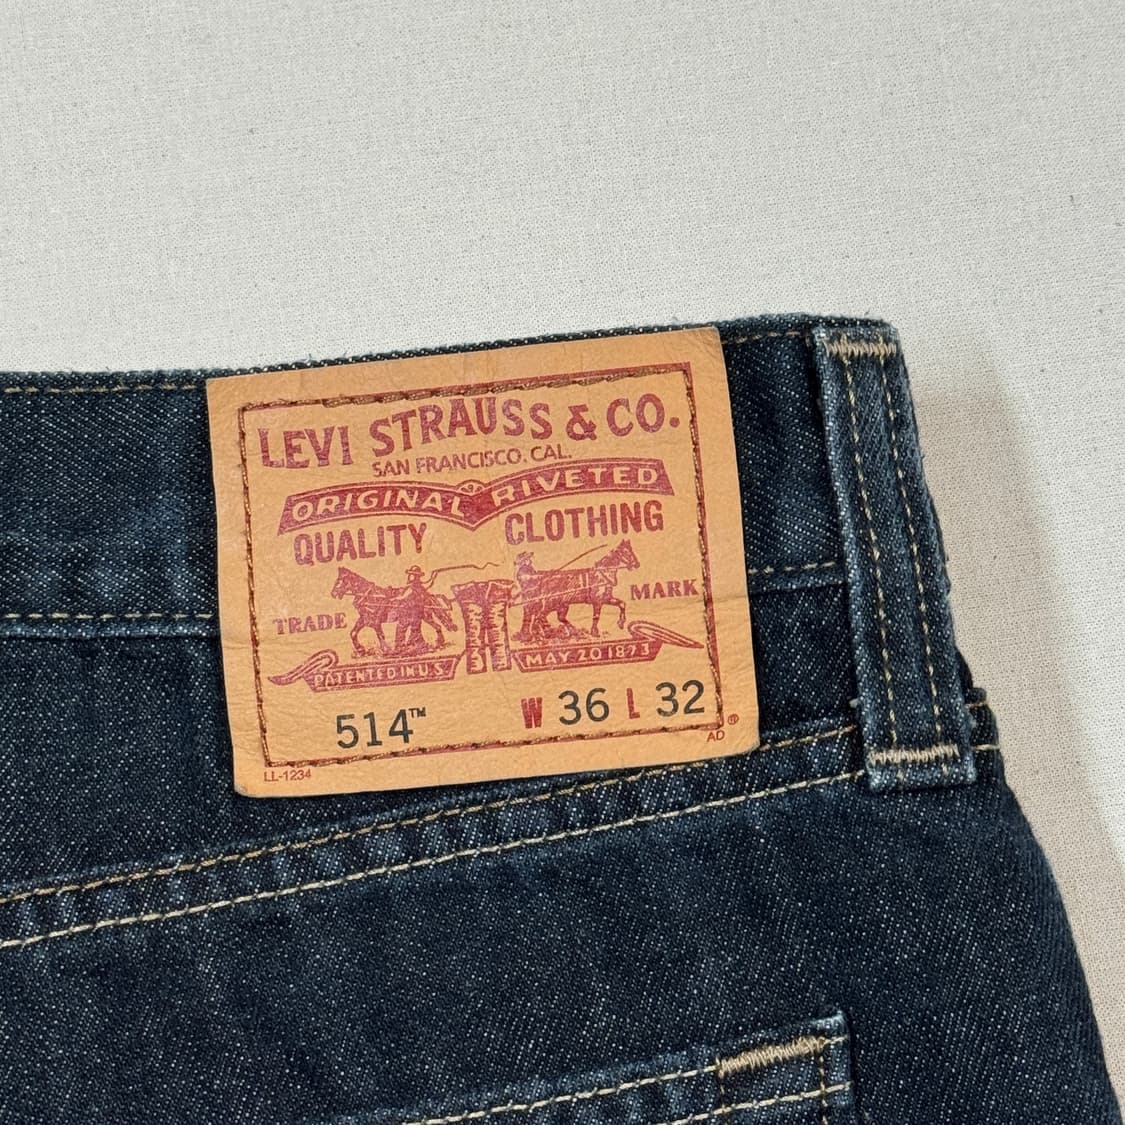 LEVI STRAUSS & CO.
SAN FRANCISCO. CAL.
ORIGINAL RIVETED
QUALITY CLOTHING
TRADE MARK
PATENTED IN U.S. MAY 20 1873
514™ W 36 L 32
LL-1234 AD ®